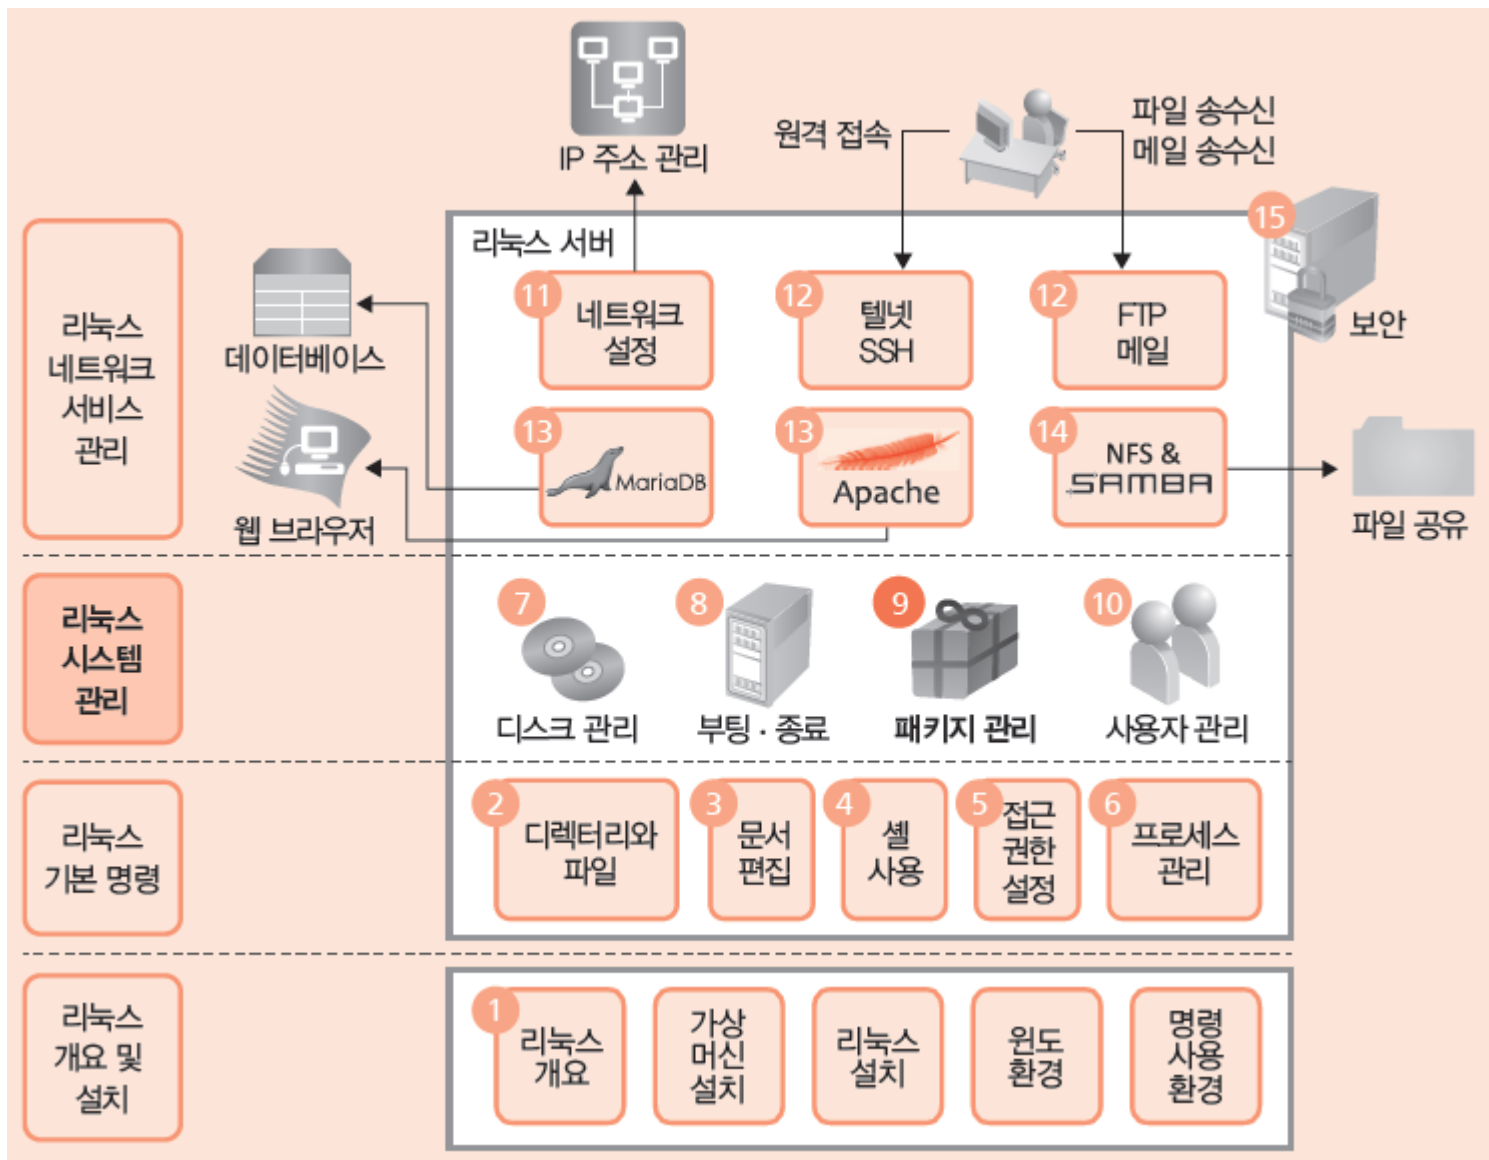 IP 주소 관리
원격 접속
파일 송수신
메일 송수신
15
보안
리눅스 서버
리눅스
네트워크
서비스
관리
데이터베이스
웹 브라우저
11
네트워크
설정
12
텔넷
SSH
12
FTP
메일
13
MariaDB
13
Apache
14
NFS &
SAMBA
파일 공유
리눅스
시스템
관리
7
디스크 관리
8
부팅 · 종료
9
패키지 관리
10
사용자 관리
리눅스
기본 명령
2
디렉터리와
파일
3
문서
편집
4
셸
사용
5
접근
권한
설정
6
프로세스
관리
리눅스
개요 및
설치
1
리눅스
개요
가상
머신
설치
리눅스
설치
윈도
환경
명령
사용
환경